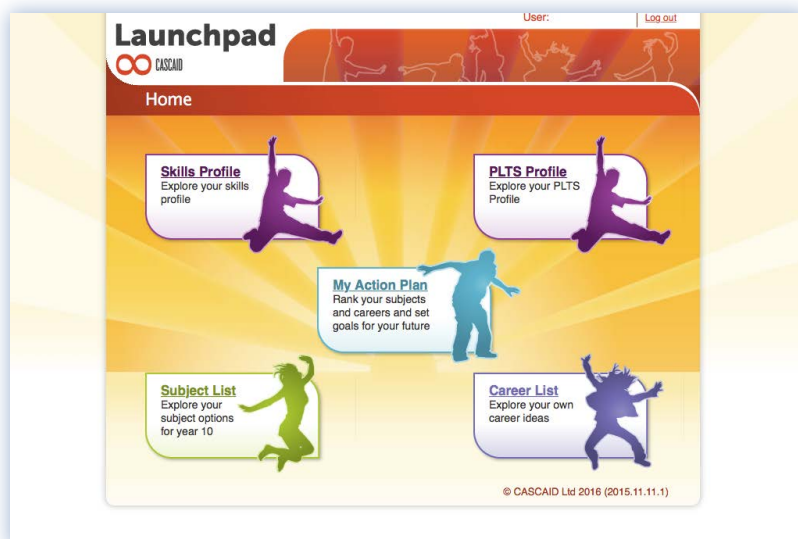 User:
Log out
Launchpad
CASCAID
Home
Skills Profile
Explore your skills
profile
PLTS Profile
Explore your PLTS
Profile
My Action Plan
Rank your subjects
and careers and set
goals for your future
Subject List
Explore your
subject options
for year 10
Career List
Explore your own
career ideas
© CASCAID Ltd 2016 (2015.11.11.1)